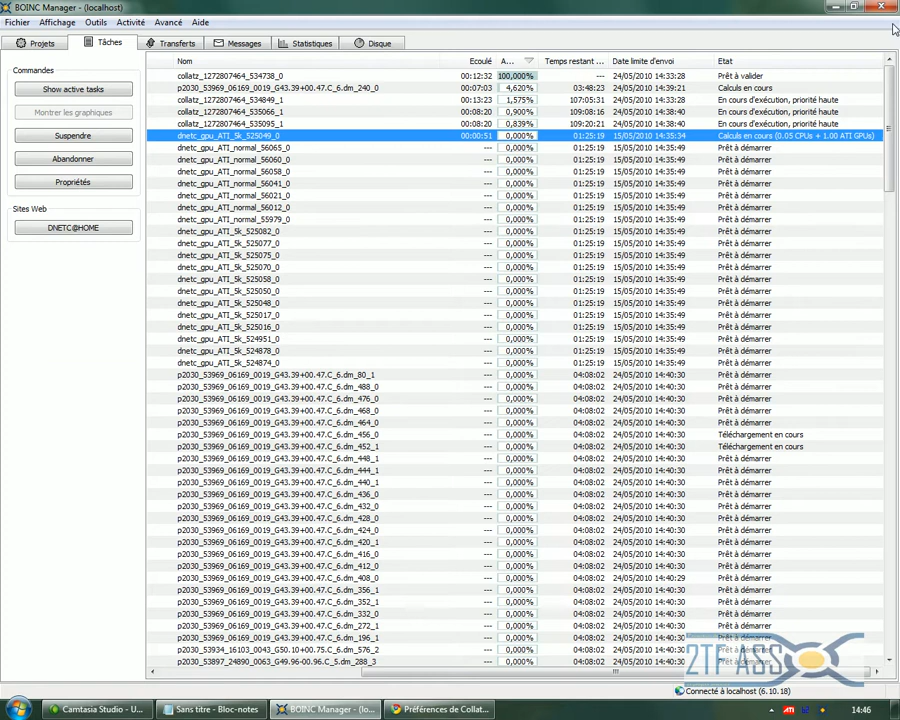 BOINC Manager - (localhost)
Fichier Affichage Outils Activité Avancé Aide
Projets Tâches Transferts Messages Statistiques Disque
Commandes
Show active tasks
Montrer les graphiques
Suspendre
Abandonner
Propriétés
Sites Web
DNETC@HOME
Nom Ecoulé A... Temps restant ... Date limite d'envoi Etat
collatz_1272807464_534738_0 00:12:32 100,000% --- 24/05/2010 14:33:28 Prêt à valider
p2030_53969_06169_0019_G43.39+00.47.C_6.dm_240_0 00:07:03 4,620% 03:48:23 24/05/2010 14:39:21 Calculs en cours
collatz_1272807464_534849_1 00:13:23 1,575% 107:05:31 24/05/2010 14:33:28 En cours d'exécution, priorité haute
collatz_1272807464_535066_1 00:08:20 0,900% 109:08:16 24/05/2010 14:38:40 En cours d'exécution, priorité haute
collatz_1272807464_535095_1 00:08:20 0,839% 109:20:21 24/05/2010 14:38:40 En cours d'exécution, priorité haute
dnetc_gpu_ATI_5k_525049_0 00:00:51 0,000% 01:25:19 15/05/2010 14:35:34 Calculs en cours (0.05 CPUs + 1.00 ATI GPUs)
dnetc_gpu_ATI_normal_56065_0 --- 0,000% 01:25:19 15/05/2010 14:35:49 Prêt à démarrer
dnetc_gpu_ATI_normal_56060_0 --- 0,000% 01:25:19 15/05/2010 14:35:49 Prêt à démarrer
dnetc_gpu_ATI_normal_56058_0 --- 0,000% 01:25:19 15/05/2010 14:35:49 Prêt à démarrer
dnetc_gpu_ATI_normal_56041_0 --- 0,000% 01:25:19 15/05/2010 14:35:49 Prêt à démarrer
dnetc_gpu_ATI_normal_56021_0 --- 0,000% 01:25:19 15/05/2010 14:35:49 Prêt à démarrer
dnetc_gpu_ATI_normal_56012_0 --- 0,000% 01:25:19 15/05/2010 14:35:49 Prêt à démarrer
dnetc_gpu_ATI_normal_55979_0 --- 0,000% 01:25:19 15/05/2010 14:35:49 Prêt à démarrer
dnetc_gpu_ATI_5k_525082_0 --- 0,000% 01:25:19 15/05/2010 14:35:49 Prêt à démarrer
dnetc_gpu_ATI_5k_525077_0 --- 0,000% 01:25:19 15/05/2010 14:35:49 Prêt à démarrer
dnetc_gpu_ATI_5k_525075_0 --- 0,000% 01:25:19 15/05/2010 14:35:49 Prêt à démarrer
dnetc_gpu_ATI_5k_525070_0 --- 0,000% 01:25:19 15/05/2010 14:35:49 Prêt à démarrer
dnetc_gpu_ATI_5k_525058_0 --- 0,000% 01:25:19 15/05/2010 14:35:49 Prêt à démarrer
dnetc_gpu_ATI_5k_525050_0 --- 0,000% 01:25:19 15/05/2010 14:35:49 Prêt à démarrer
dnetc_gpu_ATI_5k_525048_0 --- 0,000% 01:25:19 15/05/2010 14:35:49 Prêt à démarrer
dnetc_gpu_ATI_5k_525017_0 --- 0,000% 01:25:19 15/05/2010 14:35:49 Prêt à démarrer
dnetc_gpu_ATI_5k_525016_0 --- 0,000% 01:25:19 15/05/2010 14:35:49 Prêt à démarrer
dnetc_gpu_ATI_5k_524951_0 --- 0,000% 01:25:19 15/05/2010 14:35:49 Prêt à démarrer
dnetc_gpu_ATI_5k_524878_0 --- 0,000% 01:25:19 15/05/2010 14:35:49 Prêt à démarrer
dnetc_gpu_ATI_5k_524874_0 --- 0,000% 01:25:19 15/05/2010 14:35:49 Prêt à démarrer
p2030_53969_06169_0019_G43.39+00.47.C_6.dm_80_1 --- 0,000% 04:08:02 24/05/2010 14:40:30 Prêt à démarrer
p2030_53969_06169_0019_G43.39+00.47.C_6.dm_488_0 --- 0,000% 04:08:02 24/05/2010 14:40:30 Prêt à démarrer
p2030_53969_06169_0019_G43.39+00.47.C_6.dm_476_0 --- 0,000% 04:08:02 24/05/2010 14:40:30 Prêt à démarrer
p2030_53969_06169_0019_G43.39+00.47.C_6.dm_468_0 --- 0,000% 04:08:02 24/05/2010 14:40:30 Prêt à démarrer
p2030_53969_06169_0019_G43.39+00.47.C_6.dm_464_0 --- 0,000% 04:08:02 24/05/2010 14:40:30 Prêt à démarrer
p2030_53969_06169_0019_G43.39+00.47.C_6.dm_456_0 --- 0,000% 04:08:02 24/05/2010 14:40:30 Téléchargement en cours
p2030_53969_06169_0019_G43.39+00.47.C_6.dm_452_1 --- 0,000% 04:08:02 24/05/2010 14:40:30 Téléchargement en cours
p2030_53969_06169_0019_G43.39+00.47.C_6.dm_448_1 --- 0,000% 04:08:02 24/05/2010 14:40:30 Prêt à démarrer
p2030_53969_06169_0019_G43.39+00.47.C_6.dm_444_1 --- 0,000% 04:08:02 24/05/2010 14:40:30 Prêt à démarrer
p2030_53969_06169_0019_G43.39+00.47.C_6.dm_440_1 --- 0,000% 04:08:02 24/05/2010 14:40:30 Prêt à démarrer
p2030_53969_06169_0019_G43.39+00.47.C_6.dm_436_0 --- 0,000% 04:08:02 24/05/2010 14:40:30 Prêt à démarrer
p2030_53969_06169_0019_G43.39+00.47.C_6.dm_432_0 --- 0,000% 04:08:02 24/05/2010 14:40:30 Prêt à démarrer
p2030_53969_06169_0019_G43.39+00.47.C_6.dm_428_0 --- 0,000% 04:08:02 24/05/2010 14:40:30 Prêt à démarrer
p2030_53969_06169_0019_G43.39+00.47.C_6.dm_424_0 --- 0,000% 04:08:02 24/05/2010 14:40:30 Prêt à démarrer
p2030_53969_06169_0019_G43.39+00.47.C_6.dm_420_1 --- 0,000% 04:08:02 24/05/2010 14:40:30 Prêt à démarrer
p2030_53969_06169_0019_G43.39+00.47.C_6.dm_416_0 --- 0,000% 04:08:02 24/05/2010 14:40:30 Prêt à démarrer
p2030_53969_06169_0019_G43.39+00.47.C_6.dm_412_0 --- 0,000% 04:08:02 24/05/2010 14:40:30 Prêt à démarrer
p2030_53969_06169_0019_G43.39+00.47.C_6.dm_408_0 --- 0,000% 04:08:02 24/05/2010 14:40:29 Prêt à démarrer
p2030_53969_06169_0019_G43.39+00.47.C_6.dm_356_1 --- 0,000% 04:08:02 24/05/2010 14:40:30 Prêt à démarrer
p2030_53969_06169_0019_G43.39+00.47.C_6.dm_352_1 --- 0,000% 04:08:02 24/05/2010 14:40:30 Prêt à démarrer
p2030_53969_06169_0019_G43.39+00.47.C_6.dm_332_0 --- 0,000% 04:08:02 24/05/2010 14:40:30 Prêt à démarrer
p2030_53969_06169_0019_G43.39+00.47.C_6.dm_272_1 --- 0,000% 04:08:02 24/05/2010 14:40:30 Prêt à démarrer
p2030_53969_06169_0019_G43.39+00.47.C_6.dm_196_1 --- 0,000% 04:08:02 24/05/2010 14:40:30 Prêt à démarrer
p2030_53934_16103_0043_G50.10+00.75.C_4.dm_576_2 --- 0,000% 04:08:02 24/05/2010 14:40:30 Prêt à démarrer
p2030_53897_24890_0063_G49.96-00.96.C_5.dm_288_3 --- 0,000% 04:08:02 24/05/2010 14:40:30
2TF ASSO
Connecté à localhost (6.10.18)
Camtasia Studio - U... Sans titre - Bloc-notes BOINC Manager - (lo... Préférences de Collat... ATI 14:46